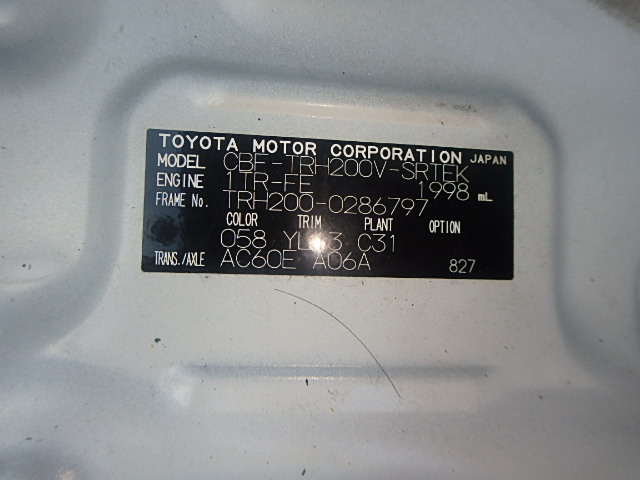 TOYOTA MOTOR CORPORATION JAPAN
MODEL CBF-TRH200V-SRTEK
ENGINE 1TR-FE 1998 mL
FRAME No. TRH200-0286797
COLOR TRIM PLANT OPTION
058 C31
TRANS./AXLE AC60E A06A 827